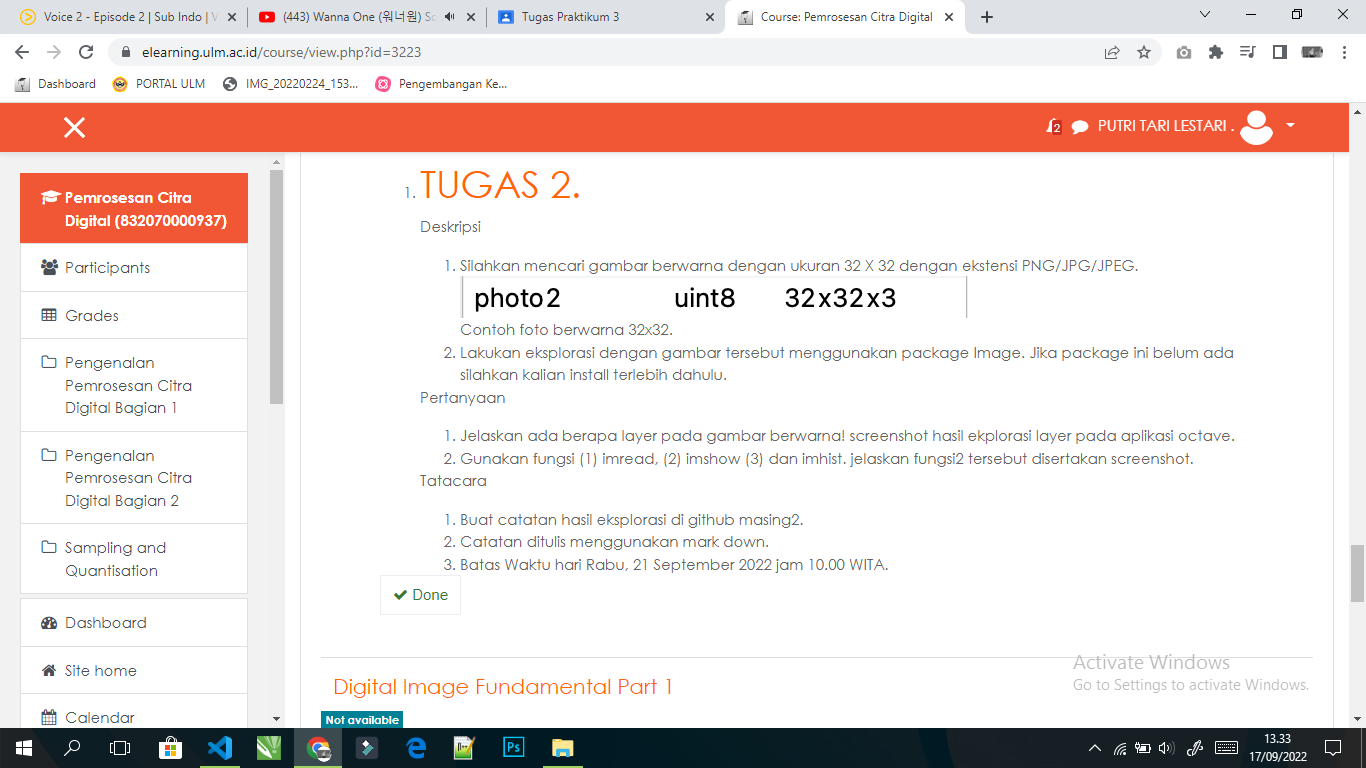 Voice 2 - Episode 2 | Sub Indo | V
(443) Wanna One (워너원) So
Tugas Praktikum 3
Course: Pemrosesan Citra Digital
elearning.ulm.ac.id/course/view.php?id=3223
Dashboard
PORTAL ULM
IMG_20220224_153...
Pengembangan Ke...
2
PUTRI TARI LESTARI .
Pemrosesan Citra
Digital (832070000937)
Participants
Grades
Pengenalan
Pemrosesan Citra
Digital Bagian 1
Pengenalan
Pemrosesan Citra
Digital Bagian 2
Sampling and
Quantisation
Dashboard
Site home
Calendar
1. TUGAS 2.
Deskripsi
1. Silahkan mencari gambar berwarna dengan ukuran 32 X 32 dengan ekstensi PNG/JPG/JPEG.
photo2 uint8 32x32x3
Contoh foto berwarna 32x32.
2. Lakukan eksplorasi dengan gambar tersebut menggunakan package Image. Jika package ini belum ada
silahkan kalian install terlebih dahulu.
Pertanyaan
1. Jelaskan ada berapa layer pada gambar berwarna! screenshot hasil ekplorasi layer pada aplikasi octave.
2. Gunakan fungsi (1) imread, (2) imshow (3) dan imhist. jelaskan fungsi2 tersebut disertakan screenshot.
Tatacara
1. Buat catatan hasil eksplorasi di github masing2.
2. Catatan ditulis menggunakan mark down.
3. Batas Waktu hari Rabu, 21 September 2022 jam 10.00 WITA.
Done
Digital Image Fundamental Part 1
Not available
Activate Windows
Go to Settings to activate Windows.
Ps
13.33
17/09/2022